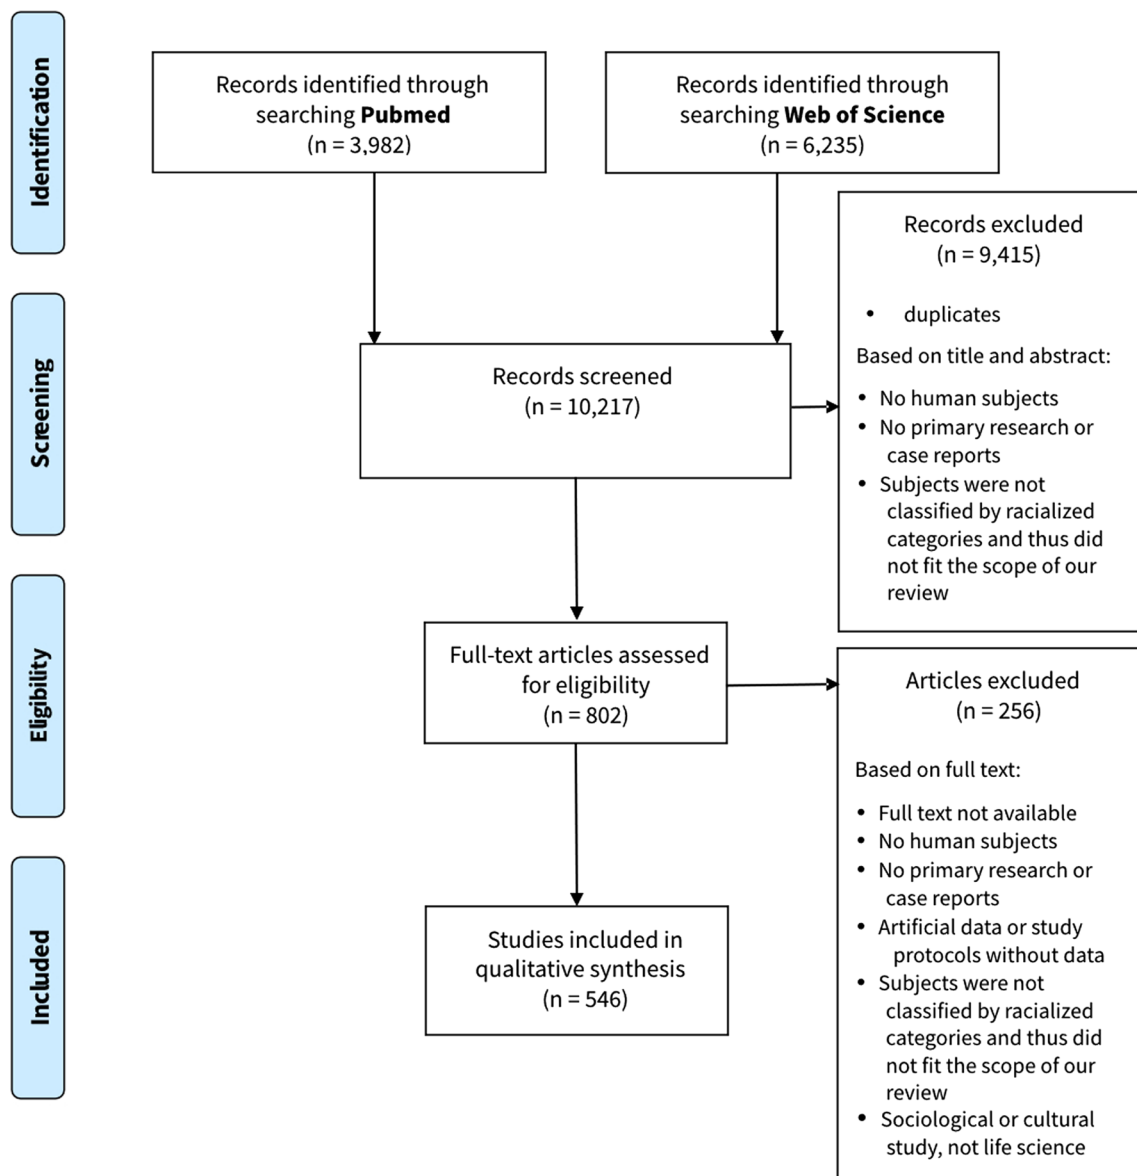 Identification
Records identified through
searching Pubmed
(n = 3,982)
Records identified through
searching Web of Science
(n = 6,235)
Records excluded
(n = 9,415)
• duplicates
Based on title and abstract:
• No human subjects
• No primary research or
case reports
• Subjects were not
classified by racialized
categories and thus did
not fit the scope of our
review
Screening
Records screened
(n = 10,217)
Eligibility
Full-text articles assessed
for eligibility
(n = 802)
Articles excluded
(n = 256)
Based on full text:
• Full text not available
• No human subjects
• No primary research or
case reports
• Artificial data or study
protocols without data
• Subjects were not
classified by racialized
categories and thus did
not fit the scope of our
review
• Sociological or cultural
study, not life science
Included
Studies included in
qualitative synthesis
(n = 546)